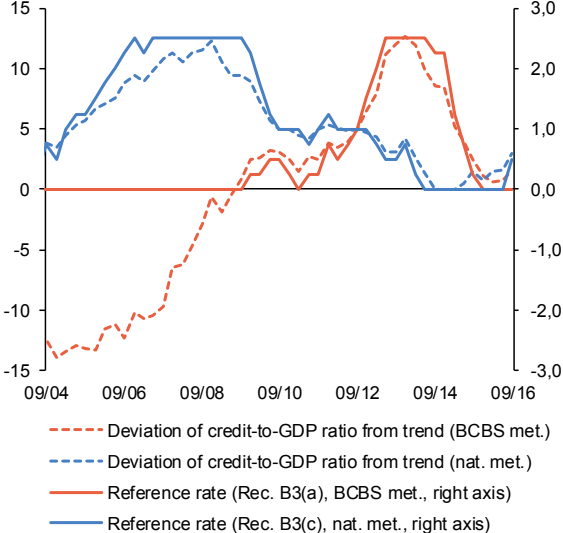 15 3,0
10 2,0
5 1,0
0 0,0
-5 -1,0
-10 -2,0
-15 -3,0
09/04 09/06 09/08 09/10 09/12 09/14 09/16
Deviation of credit-to-GDP ratio from trend (BCBS met.)
Deviation of credit-to-GDP ratio from trend (nat. met.)
Reference rate (Rec. B3(a), BCBS met., right axis)
Reference rate (Rec. B3(c), nat. met., right axis)